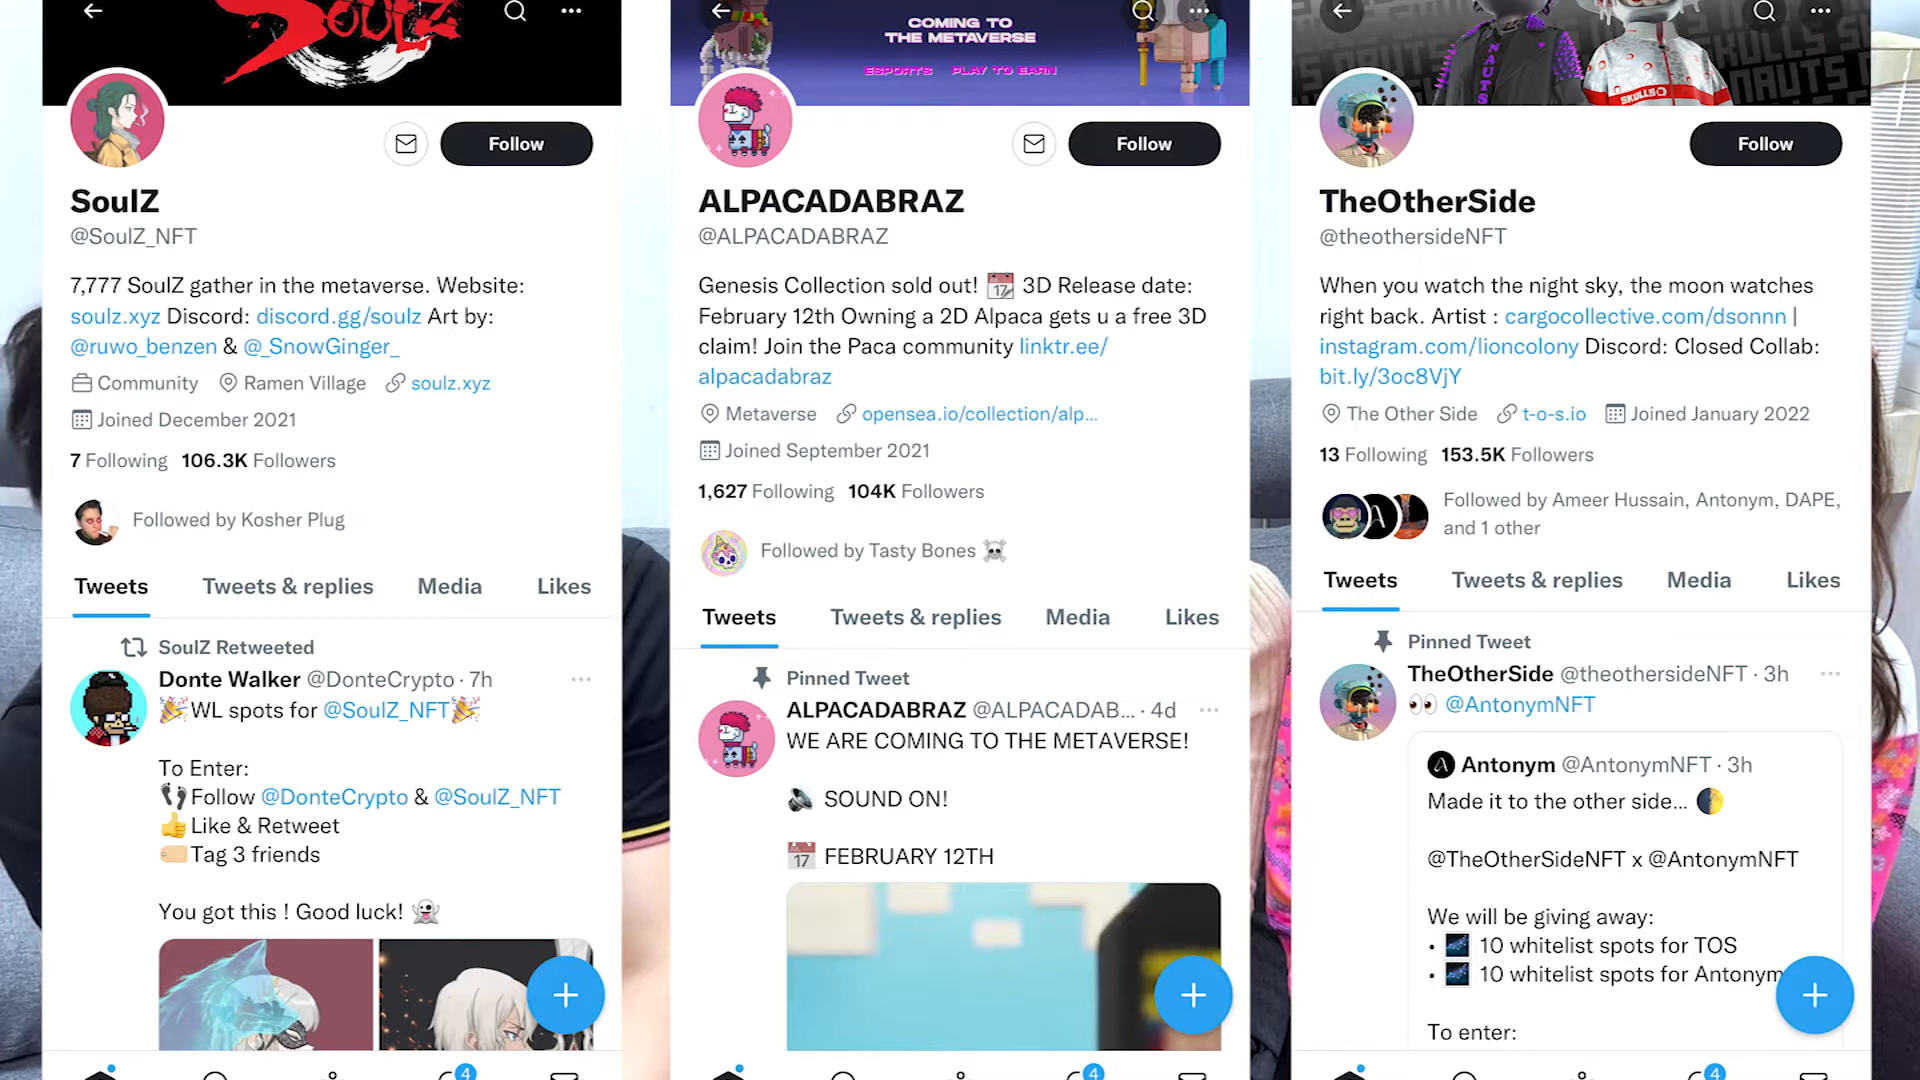 SOULZ
Follow
SoulZ
@SoulZ_NFT
7,777 SoulZ gather in the metaverse. Website:
soulz.xyz Discord: discord.gg/soulz Art by:
@ruwo_benzen & @_SnowGinger_
Community Ramen Village soulz.xyz
Joined December 2021
7 Following 106.3K Followers
Followed by Kosher Plug
Tweets Tweets & replies Media Likes
SoulZ Retweeted
Donte Walker @DonteCrypto · 7h
🎉WL spots for @SoulZ_NFT🎉
To Enter:
👣Follow @DonteCrypto & @SoulZ_NFT
👍Like & Retweet
🏷️Tag 3 friends
You got this ! Good luck! 👻
4
COMING TO
THE METAVERSE
ESPORTS PLAY TO EARN
Follow
ALPACADABRAZ
@ALPACADABRAZ
Genesis Collection sold out! 📆 3D Release date:
February 12th Owning a 2D Alpaca gets u a free 3D
claim! Join the Paca community linktr.ee/
alpacadabraz
Metaverse opensea.io/collection/alp...
Joined September 2021
1,627 Following 104K Followers
Followed by Tasty Bones ☠️
Tweets Tweets & replies Media Likes
Pinned Tweet
ALPACADABRAZ @ALPACADAB... · 4d
WE ARE COMING TO THE METAVERSE!
🔊 SOUND ON!
📅 FEBRUARY 12TH
4
NAUTS
SKULLS
SKULLS
NAUTS
Follow
TheOtherSide
@theothersideNFT
When you watch the night sky, the moon watches
right back. Artist : cargocollective.com/dsonnn |
instagram.com/lioncolony Discord: Closed Collab:
bit.ly/3oc8VjY
The Other Side t-o-s.io Joined January 2022
13 Following 153.5K Followers
Followed by Ameer Hussain, Antonym, DAPE,
and 1 other
Tweets Tweets & replies Media Likes
Pinned Tweet
TheOtherSide @theothersideNFT · 3h
👀 @AntonymNFT
Antonym @AntonymNFT · 3h
Made it to the other side... 🌓
@TheOtherSideNFT x @AntonymNFT
We will be giving away:
• 🌌 10 whitelist spots for TOS
• 🌌 10 whitelist spots for Antonym
To enter:
4